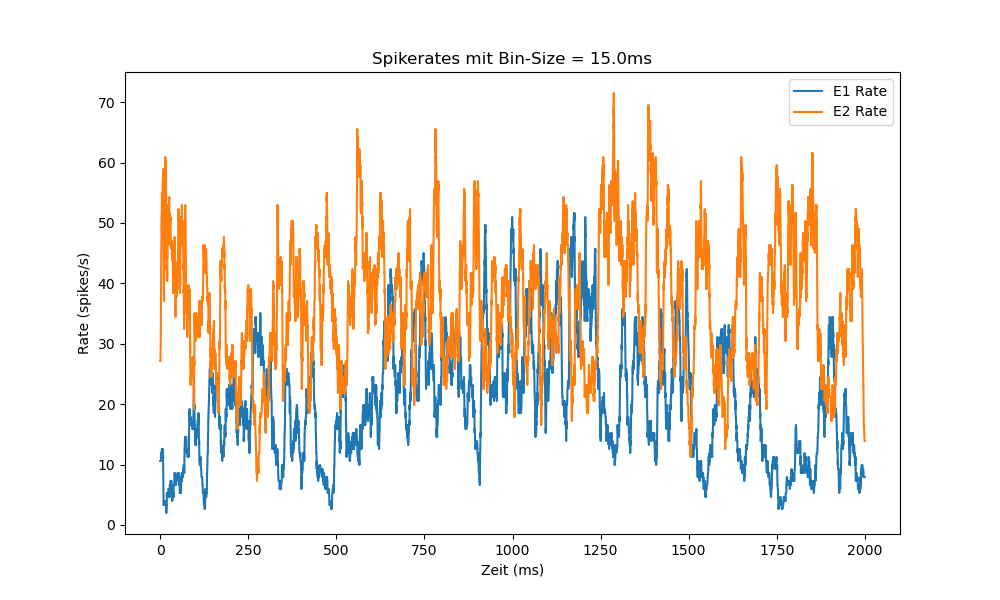 Spikerates mit Bin-Size = 15.0ms
E1 Rate
E2 Rate
Rate (spikes/s)
70
60
50
40
30
20
10
0
0 250 500 750 1000 1250 1500 1750 2000
Zeit (ms)